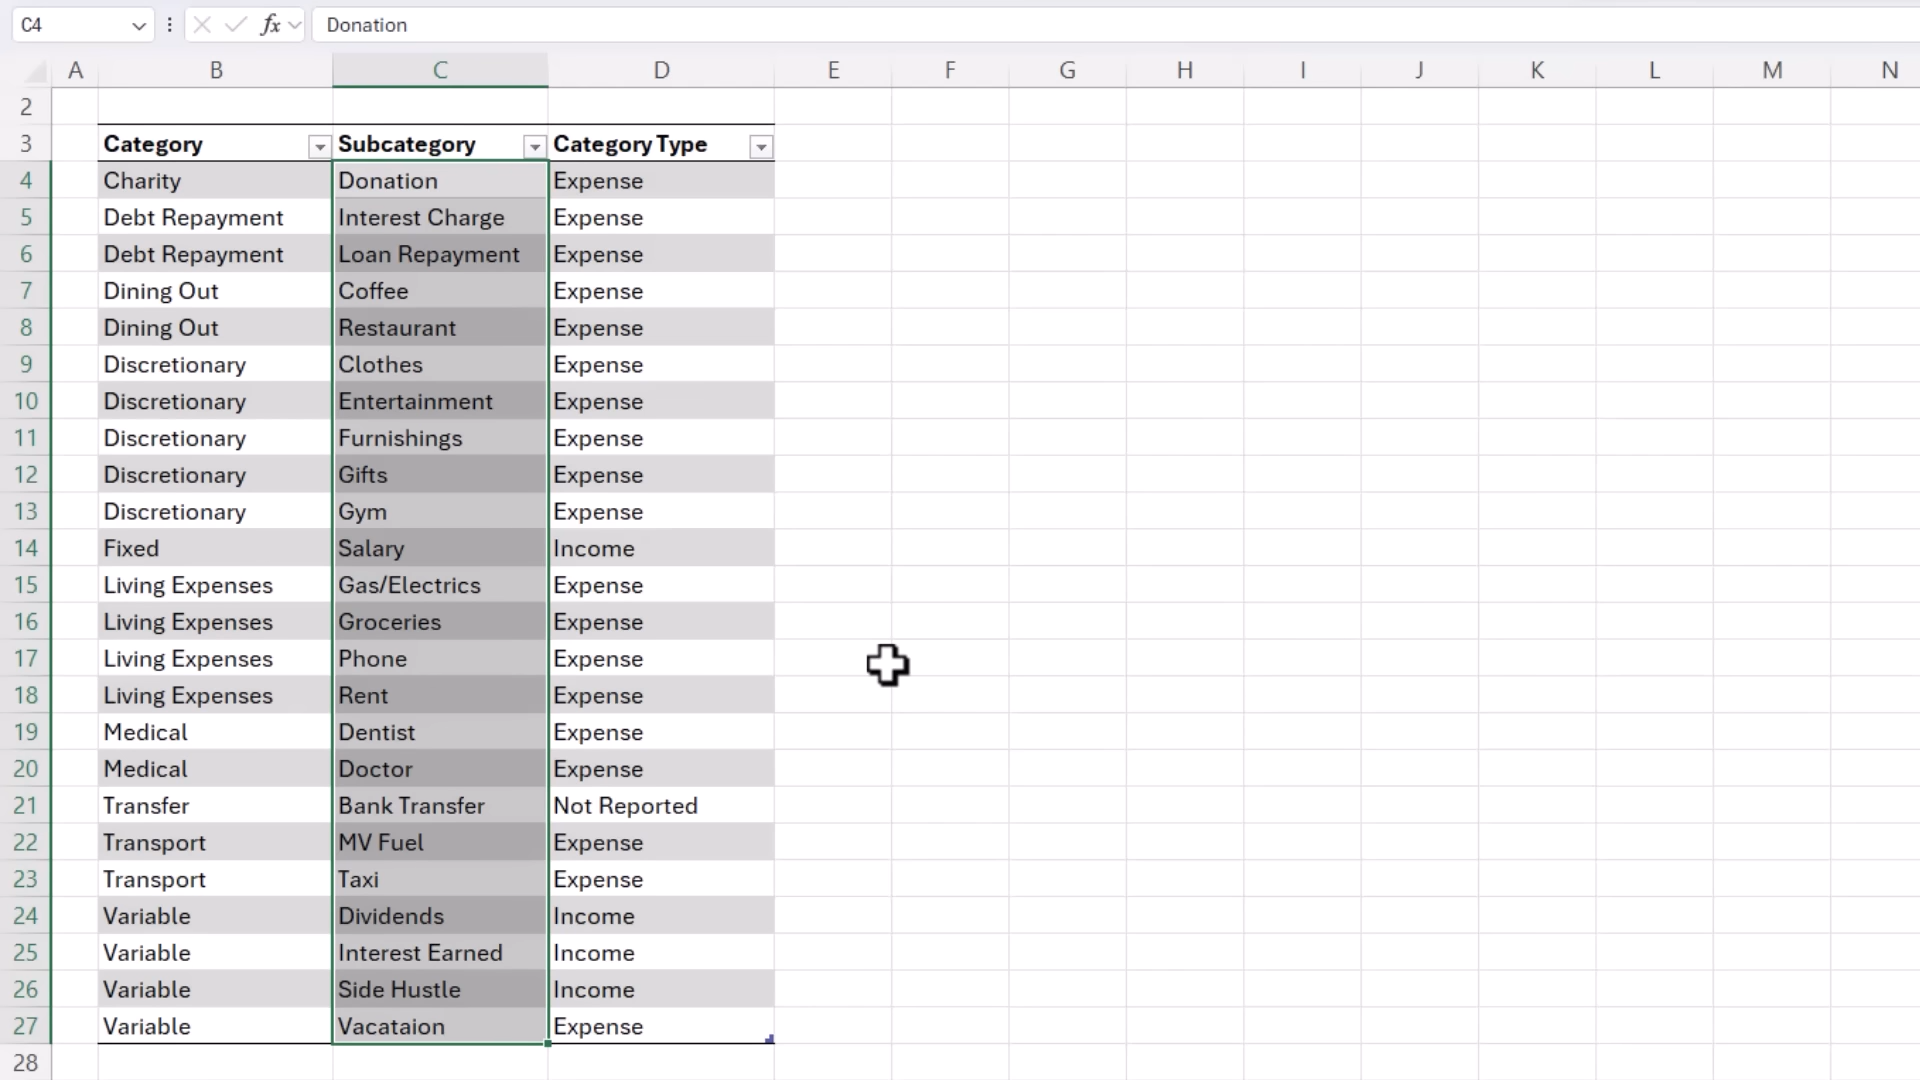 C4 fx Donation
A B C D E F G H I J K L M N
2
3 Category Subcategory Category Type
4 Charity Donation Expense
5 Debt Repayment Interest Charge Expense
6 Debt Repayment Loan Repayment Expense
7 Dining Out Coffee Expense
8 Dining Out Restaurant Expense
9 Discretionary Clothes Expense
10 Discretionary Entertainment Expense
11 Discretionary Furnishings Expense
12 Discretionary Gifts Expense
13 Discretionary Gym Expense
14 Fixed Salary Income
15 Living Expenses Gas/Electrics Expense
16 Living Expenses Groceries Expense
17 Living Expenses Phone Expense
18 Living Expenses Rent Expense
19 Medical Dentist Expense
20 Medical Doctor Expense
21 Transfer Bank Transfer Not Reported
22 Transport MV Fuel Expense
23 Transport Taxi Expense
24 Variable Dividends Income
25 Variable Interest Earned Income
26 Variable Side Hustle Income
27 Variable Vacataion Expense
28